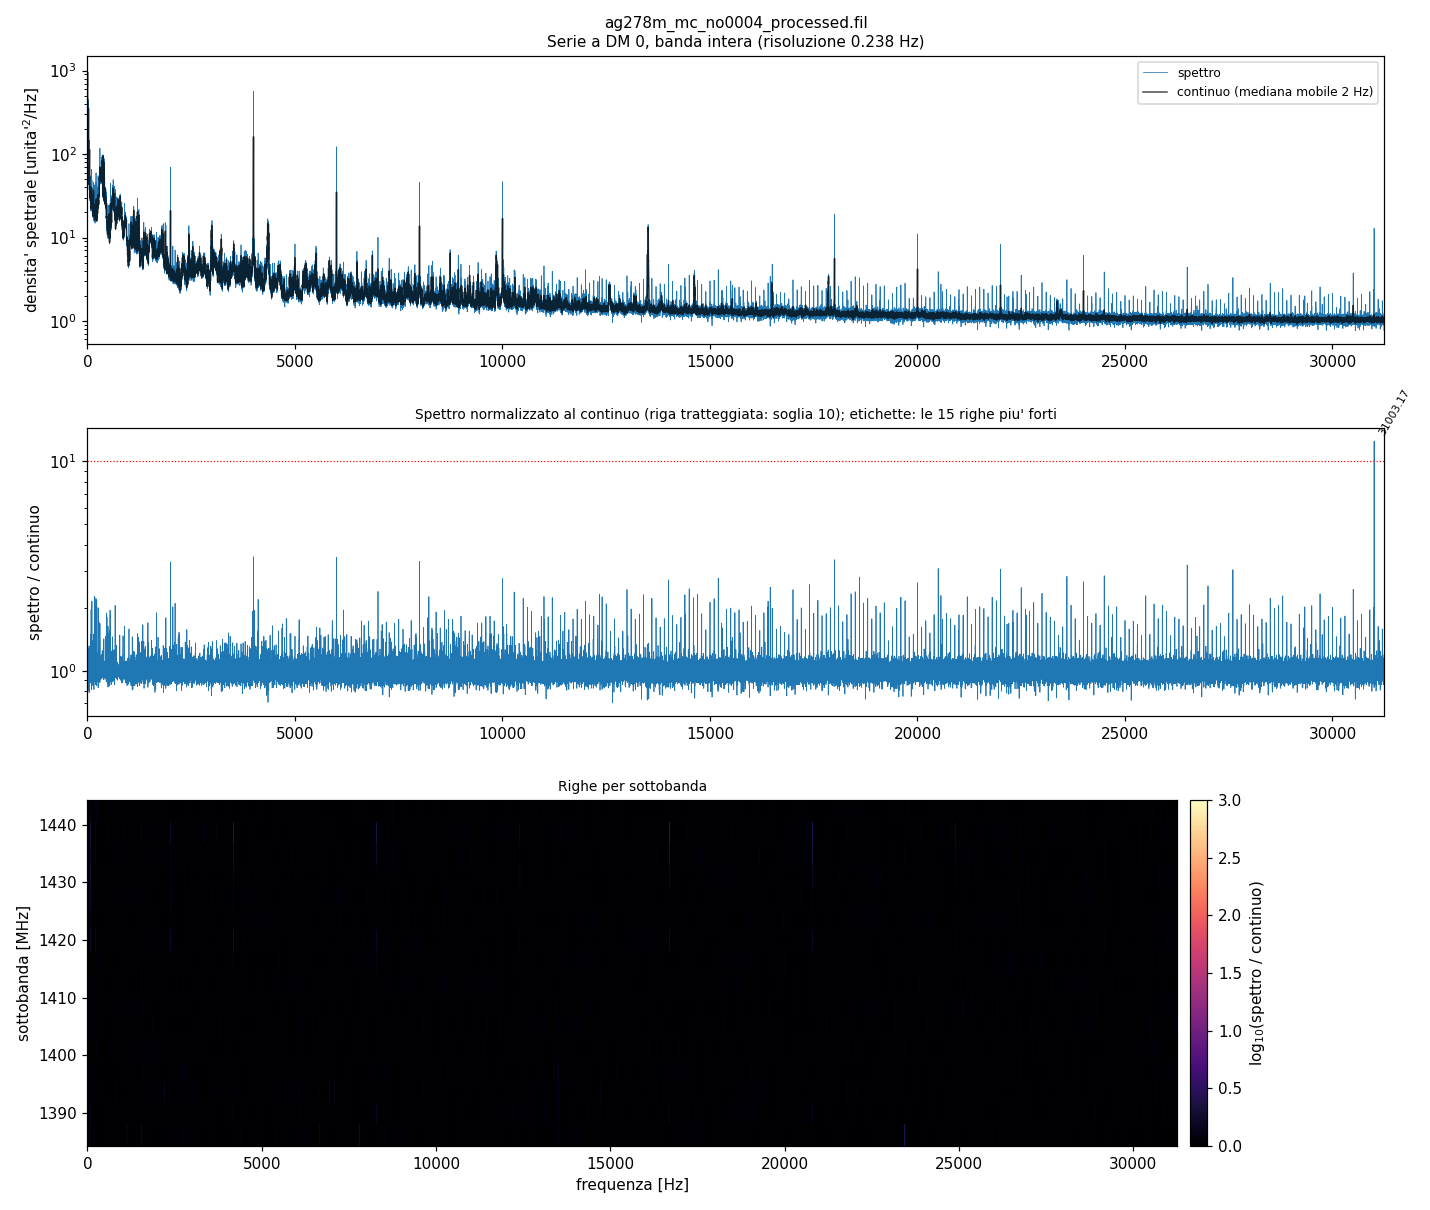 ag278m_mc_no0004_processed.fil
Serie a DM 0, banda intera (risoluzione 0.238 Hz)
densita' spettrale [unita'²/Hz]
10³
10²
10¹
10⁰
spettro
continuo (mediana mobile 2 Hz)
0 5000 10000 15000 20000 25000 30000
Spettro normalizzato al continuo (riga tratteggiata: soglia 10); etichette: le 15 righe piu' forti
31003.17
spettro / continuo
10¹
10⁰
0 5000 10000 15000 20000 25000 30000
Righe per sottobanda
sottobanda [MHz]
1440
1430
1420
1410
1400
1390
0 5000 10000 15000 20000 25000 30000
frequenza [Hz]
3.0
2.5
2.0
1.5
1.0
0.5
0.0
log₁₀(spettro / continuo)